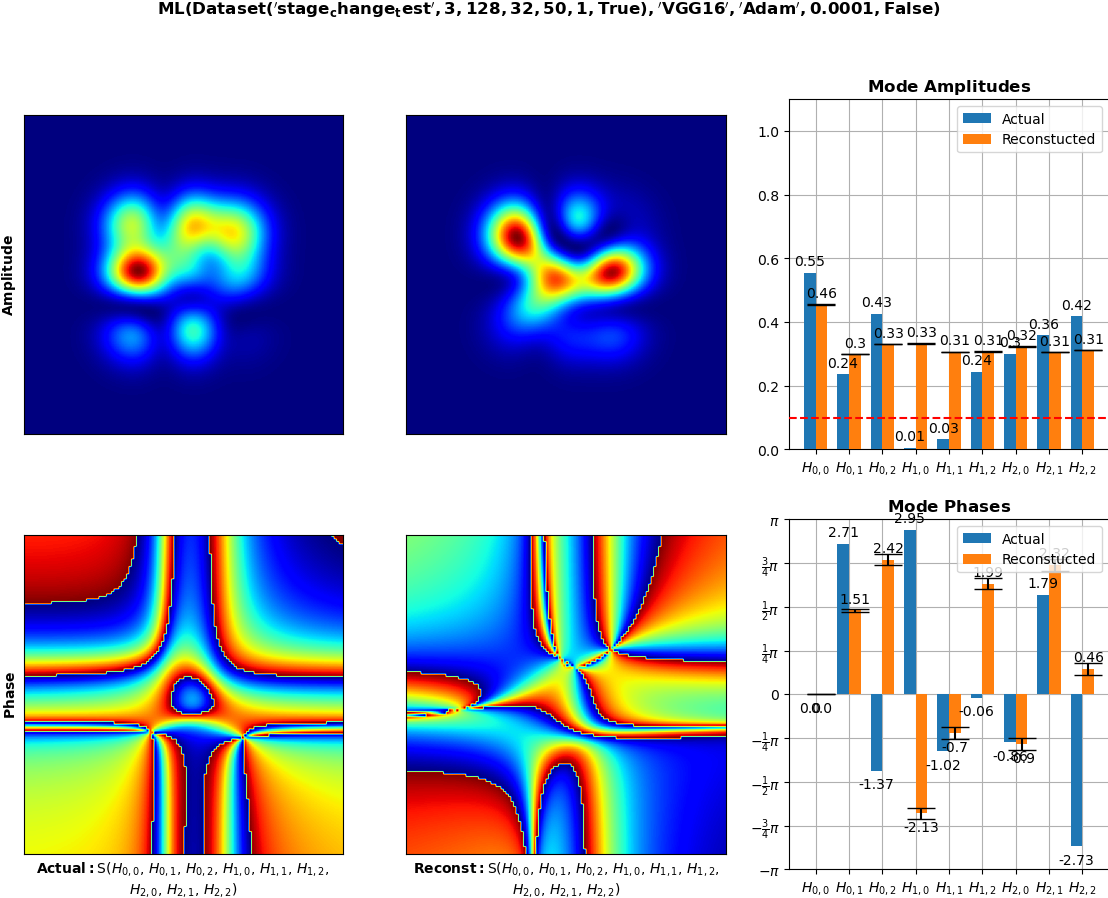 ML(Dataset('stage_change_test', 3, 128, 32, 50, 1, True), 'VGG16', 'Adam', 0.0001, False)
Amplitude
Mode Amplitudes
Actual
Reconstucted
1.0
0.8
0.6
0.4
0.2
0.0
0.55
0.46
0.24
0.3
0.43
0.33
0.01
0.33
0.03
0.31
0.24
0.31
0.3
0.32
0.36
0.31
0.42
0.31
H0,0 H0,1 H0,2 H1,0 H1,1 H1,2 H2,0 H2,1 H2,2
Phase
Mode Phases
Actual
Reconstucted
π
3/4π
1/2π
1/4π
0
−1/4π
−1/2π
−3/4π
−π
0.0
0.0
2.71
1.51
-1.37
2.42
2.95
-2.13
-1.02
-0.7
-0.06
1.99
-0.86
-0.9
1.79
2.32
-2.73
0.46
H0,0 H0,1 H0,2 H1,0 H1,1 H1,2 H2,0 H2,1 H2,2
Actual: S(H0,0, H0,1, H0,2, H1,0, H1,1, H1,2,
H2,0, H2,1, H2,2)
Reconst: S(H0,0, H0,1, H0,2, H1,0, H1,1, H1,2,
H2,0, H2,1, H2,2)